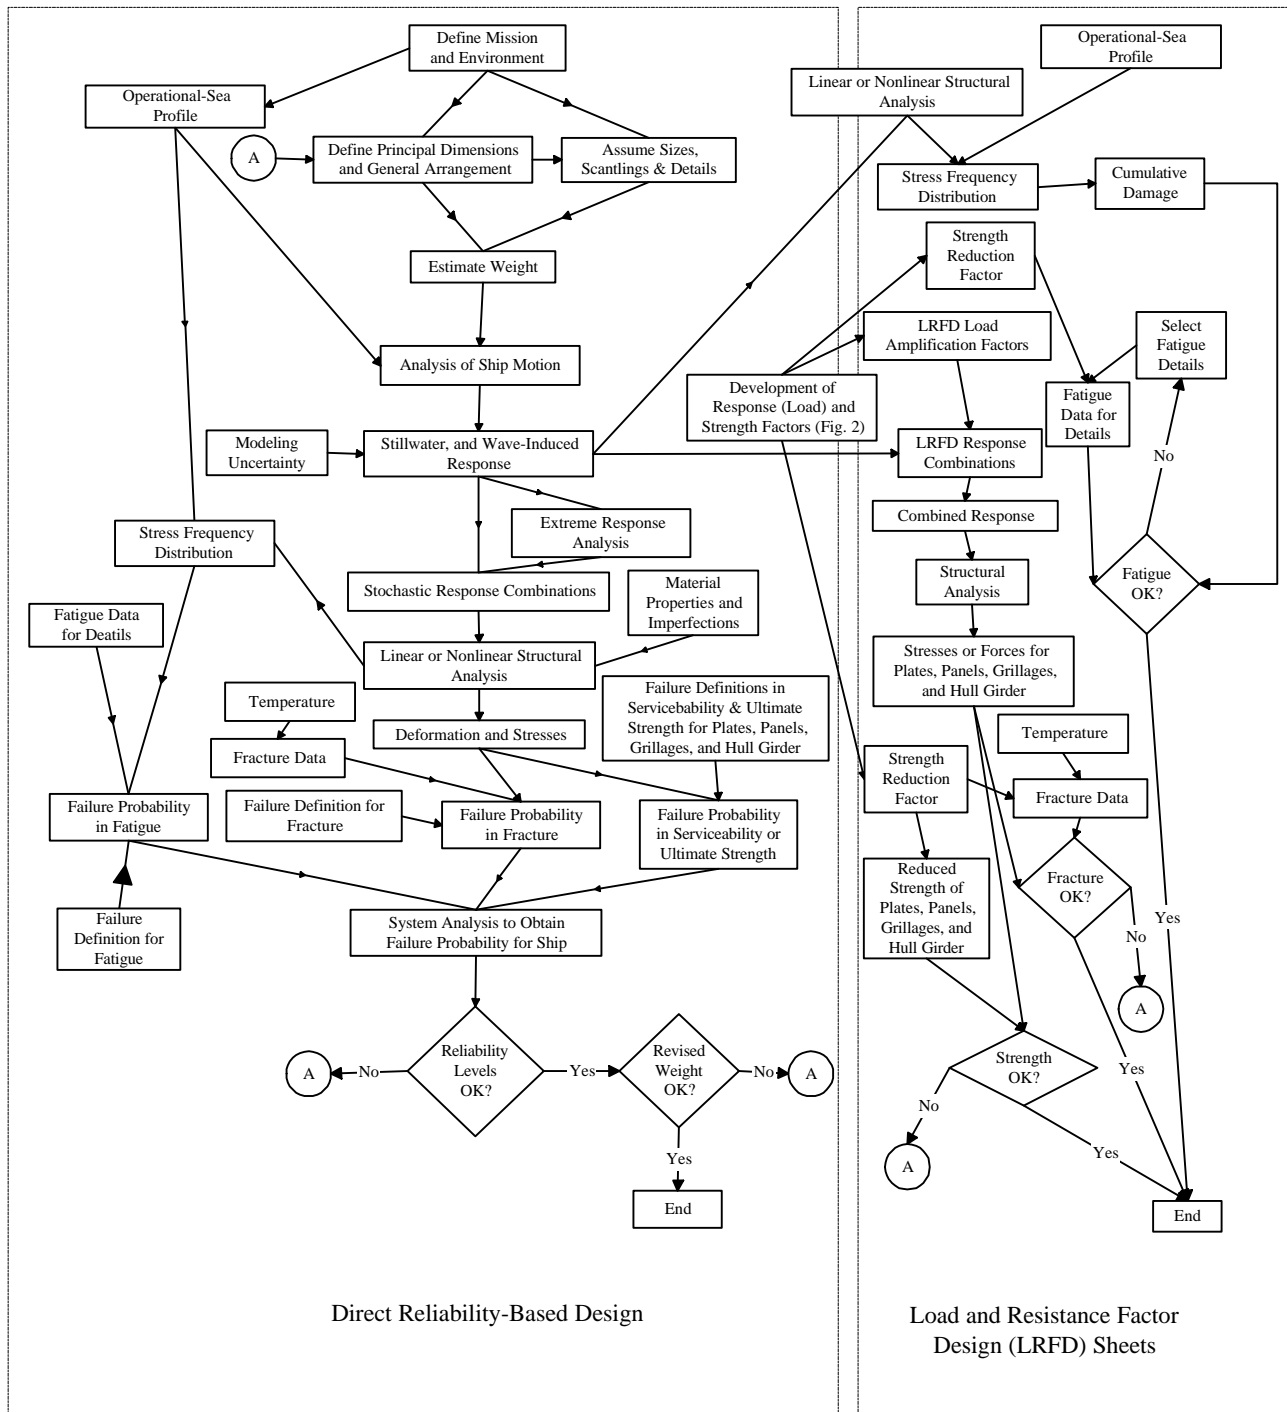 Define Mission
and Environment
Operational-Sea
Profile
A
Define Principal Dimensions
and General Arrangement
Assume Sizes,
Scantlings & Details
Estimate Weight
Analysis of Ship Motion
Modeling
Uncertainty
Stillwater, and Wave-Induced
Response
Extreme Response
Analysis
Stress Frequency
Distribution
Stochastic Response Combinations
Material
Properties and
Imperfections
Fatigue Data
for Deatils
Linear or Nonlinear Structural
Analysis
Temperature
Fracture Data
Deformation and Stresses
Failure Definitions in
Servicebability & Ultimate
Strength for Plates, Panels,
Grillages, and Hull Girder
Failure Probability
in Fatigue
Failure Definition for
Fracture
Failure Probability
in Fracture
Failure Probability
in Serviceability or
Ultimate Strength
Failure
Definition for
Fatigue
System Analysis to Obtain
Failure Probability for Ship
A
No
Reliability
Levels
OK?
Yes
Revised
Weight
OK?
No
A
Yes
End
Direct Reliability-Based Design
Operational-Sea
Profile
Linear or Nonlinear Structural
Analysis
Stress Frequency
Distribution
Cumulative
Damage
Strength
Reduction
Factor
LRFD Load
Amplification Factors
Select
Fatigue
Details
Development of
Response (Load) and
Strength Factors (Fig. 2)
Fatigue
Data for
Details
LRFD Response
Combinations
No
Combined Response
Structural
Analysis
Fatigue
OK?
Stresses or Forces for
Plates, Panels, Grillages,
and Hull Girder
Temperature
Strength
Reduction
Factor
Fracture Data
Reduced
Strength of
Plates, Panels,
Grillages, and
Hull Girder
Fracture
OK?
Yes
No
A
Strength
OK?
Yes
No
A
Yes
End
Load and Resistance Factor
Design (LRFD) Sheets